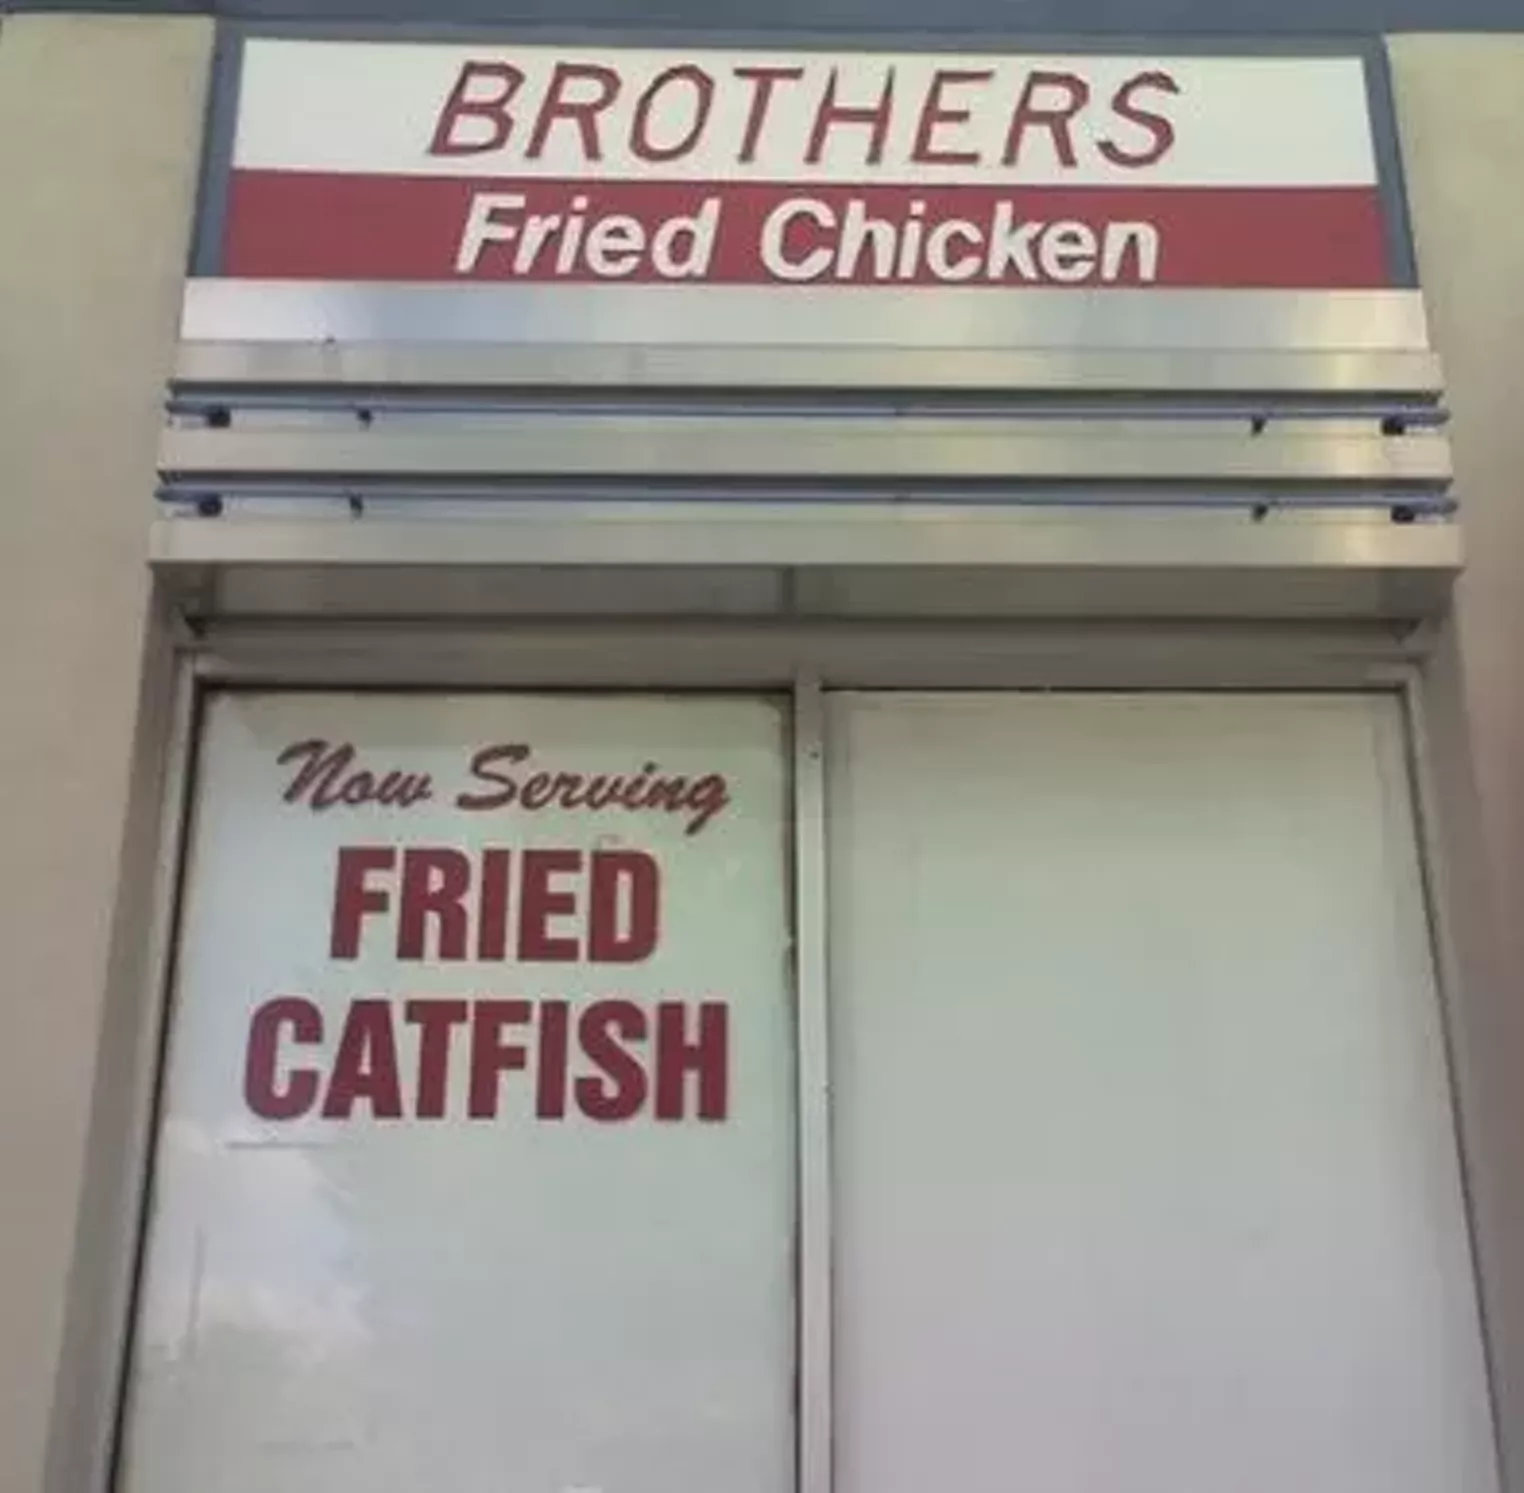 BROTHERS
Fried Chicken
Now Serving
FRIED
CATFISH